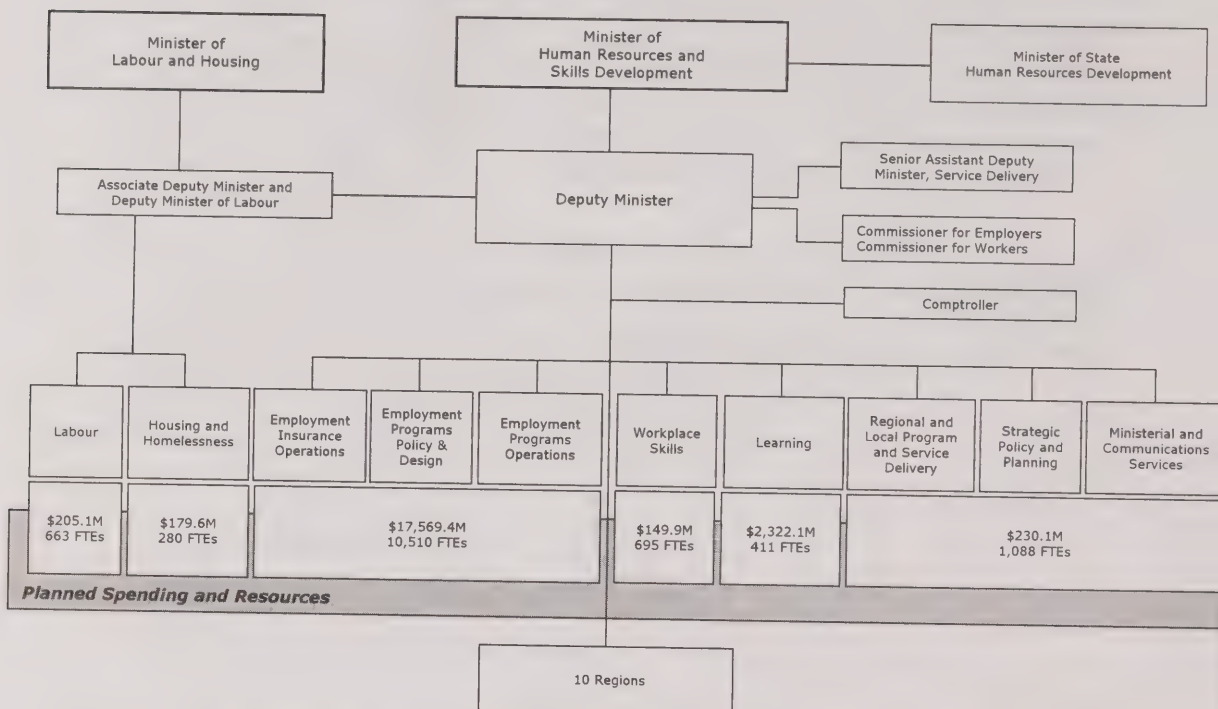 Minister of
Labour and Housing
Minister of
Human Resources and
Skills Development
Minister of State
Human Resources Development
Associate Deputy Minister and
Deputy Minister of Labour
Deputy Minister
Senior Assistant Deputy
Minister, Service Delivery
Commissioner for Employers
Commissioner for Workers
Comptroller
Labour
Housing and
Homelessness
Employment
Insurance
Operations
Employment
Programs
Policy &
Design
Employment
Programs
Operations
Workplace
Skills
Learning
Regional and
Local Program
and Service
Delivery
Strategic
Policy and
Planning
Ministerial and
Communications
Services
$205.1M
663 FTEs
$179.6M
280 FTEs
$17,569.4M
10,510 FTEs
$149.9M
695 FTEs
$2,322.1M
411 FTEs
$230.1M
1,088 FTEs
Planned Spending and Resources
10 Regions